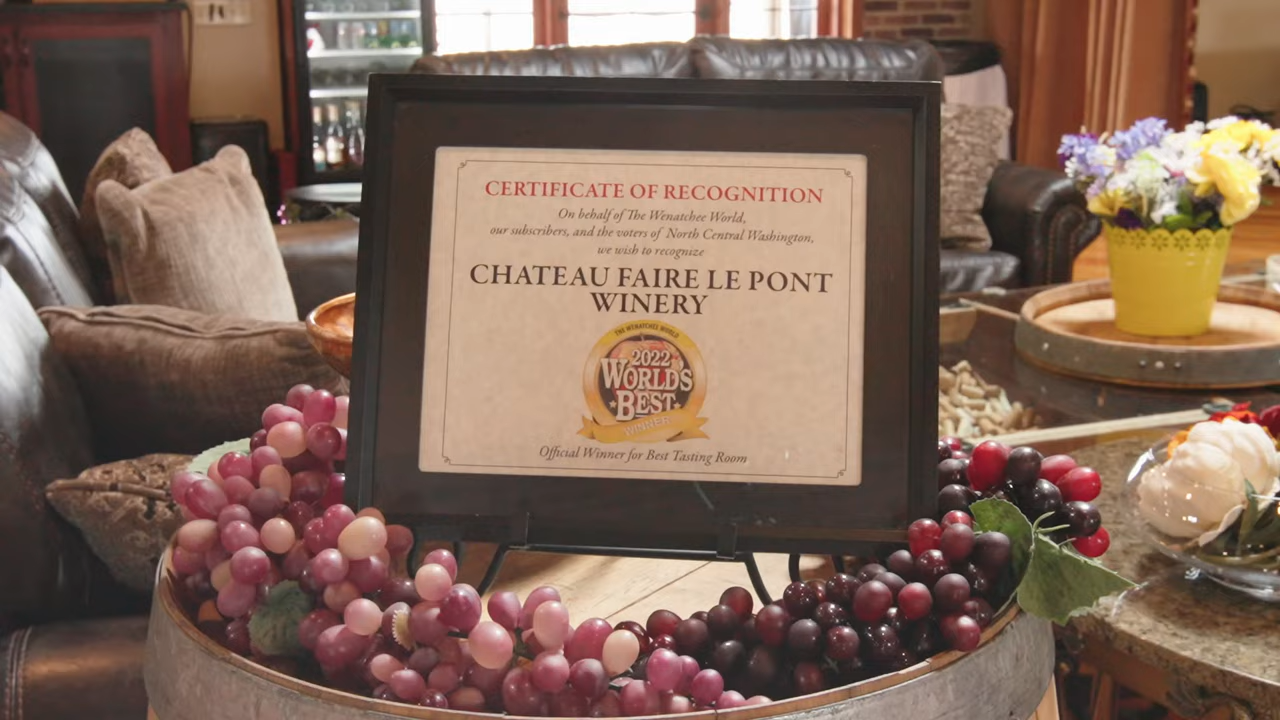 CERTIFICATE OF RECOGNITION
On behalf of The Wenatchee World,
our subscribers, and the voters of North Central Washington,
we wish to recognize
CHATEAU FAIRE LE PONT
WINERY
THE WENATCHEE WORLD
2022
WORLD'S
BEST
WINNER
Official Winner for Best Tasting Room